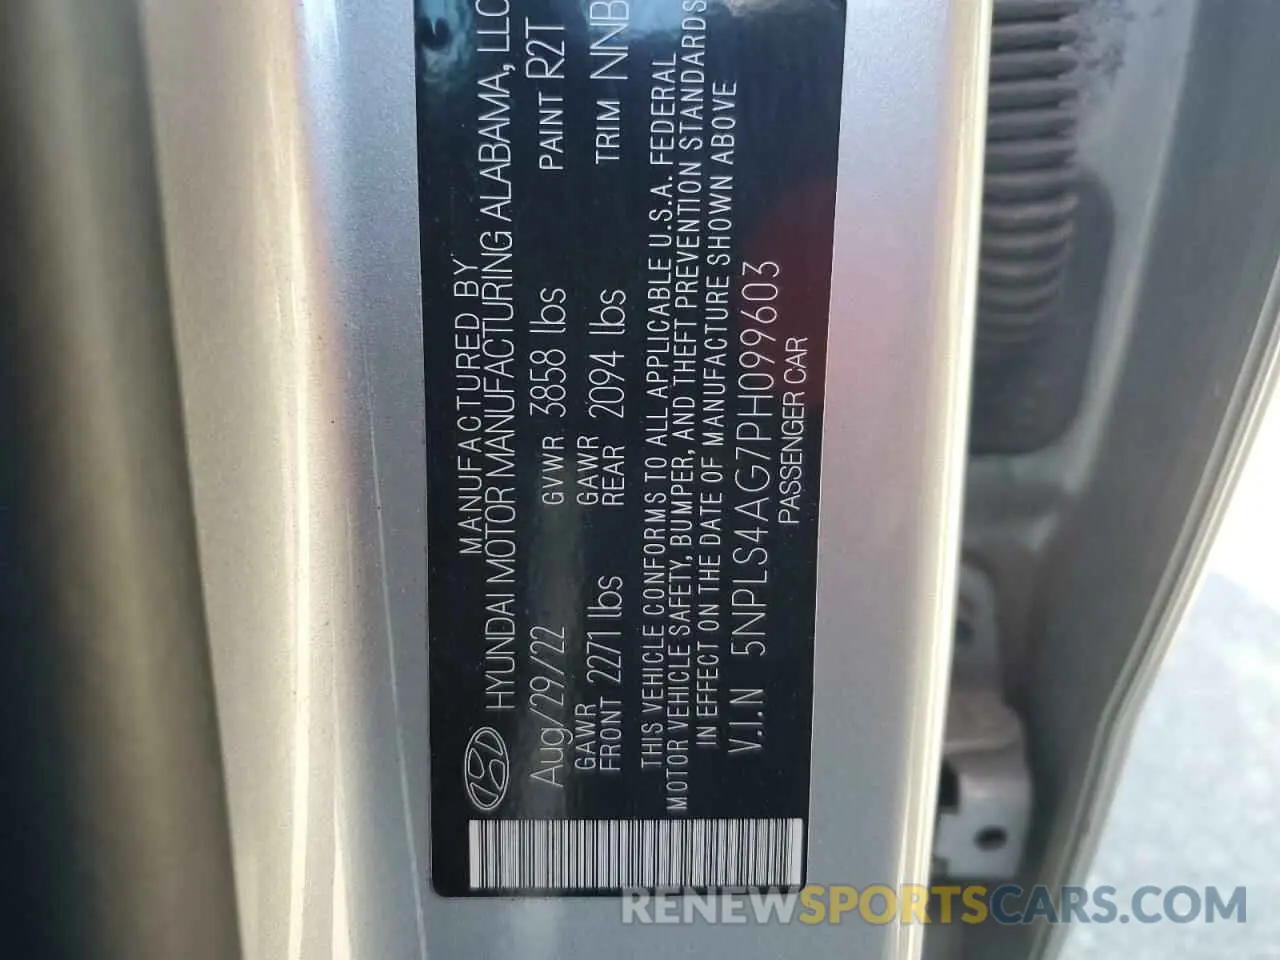 MANUFACTURED BY
HYUNDAI MOTOR MANUFACTURING ALABAMA, LLC
Aug/29/22 GVWR 3858 lbs PAINT R2T
GAWR FRONT 2271 lbs GAWR REAR 2094 lbs TRIM NNB
THIS VEHICLE CONFORMS TO ALL APPLICABLE U.S.A. FEDERAL
MOTOR VEHICLE SAFETY, BUMPER, AND THEFT PREVENTION STANDARDS
IN EFFECT ON THE DATE OF MANUFACTURE SHOWN ABOVE
V.I.N 5NPLS4AG7PH099603
PASSENGER CAR
RENEWSPORTSCARS.COM